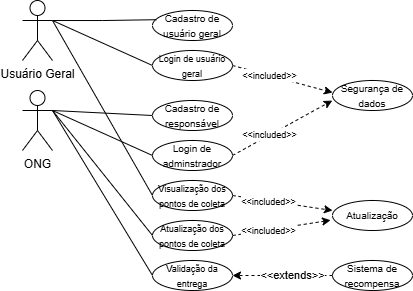 Cadastro de
usuário geral
Login de usuário
geral
Usuário Geral
<<included>>
Segurança de
dados
Cadastro de
responsável
<<included>>
Login de
adminstrador
ONG
Visualização dos
pontos de coleta
<<included>>
Atualização
Atualização dos
pontos de coleta
<<included>>
Validação da
entrega
<<extends>>
Sistema de
recompensa